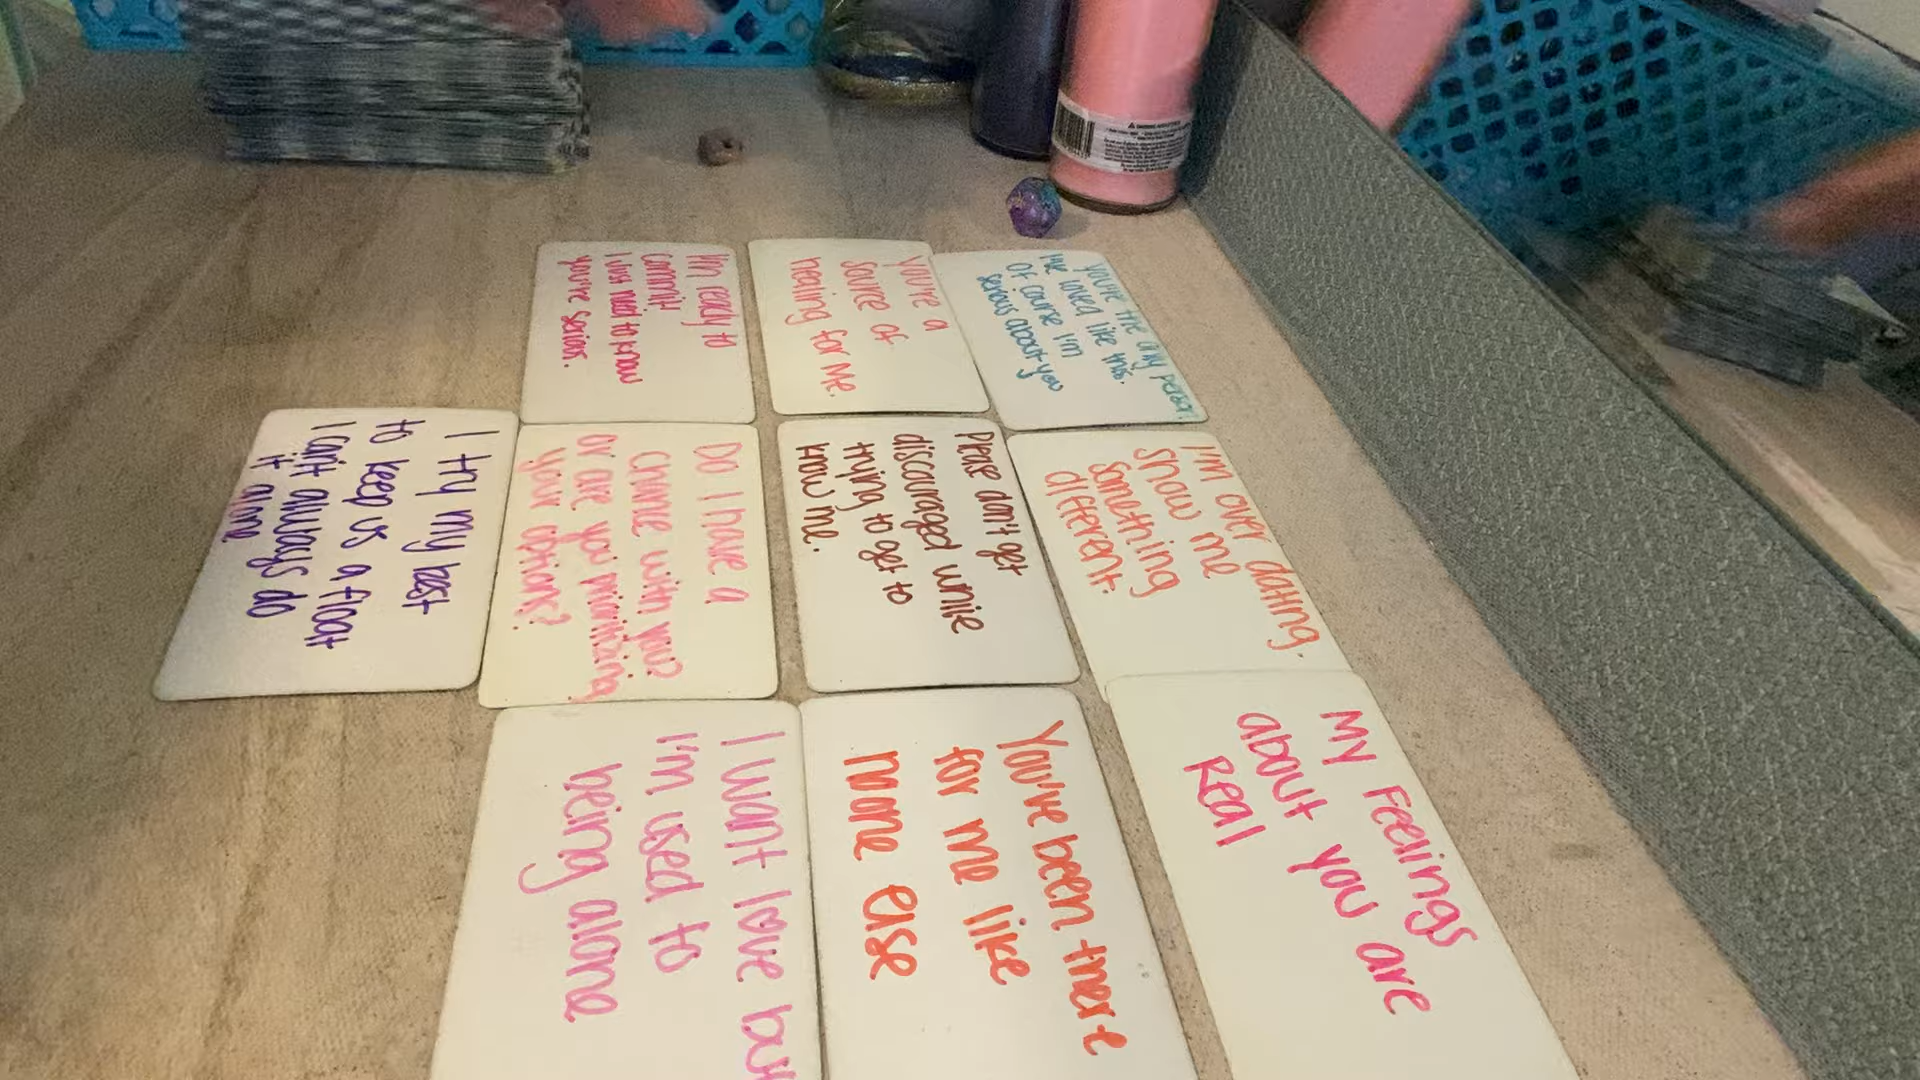 I'm ready to
commit!
I just need to know
you're serious.
You're a
source of
healing for me.
You're the only person
I've loved like this.
Of course I'm
serious about you
I try my best
to keep us a float
I can't always do
it alone
Do I have a
chance with you?
or are you prioritizing
your options?
Please don't get
discouraged while
trying to get to
know me.
I'm over dating.
show me
something
different.
I want love but
I'm used to
being alone
You've been there
for me like
none else
My Feelings
about you are
Real